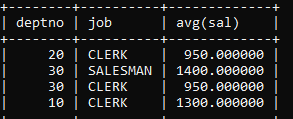 +--------+----------+-------------+
| deptno | job | avg(sal) |
+--------+----------+-------------+
| 20 | CLERK | 950.000000 |
| 30 | SALESMAN | 1400.000000 |
| 30 | CLERK | 950.000000 |
| 10 | CLERK | 1300.000000 |
+--------+----------+-------------+